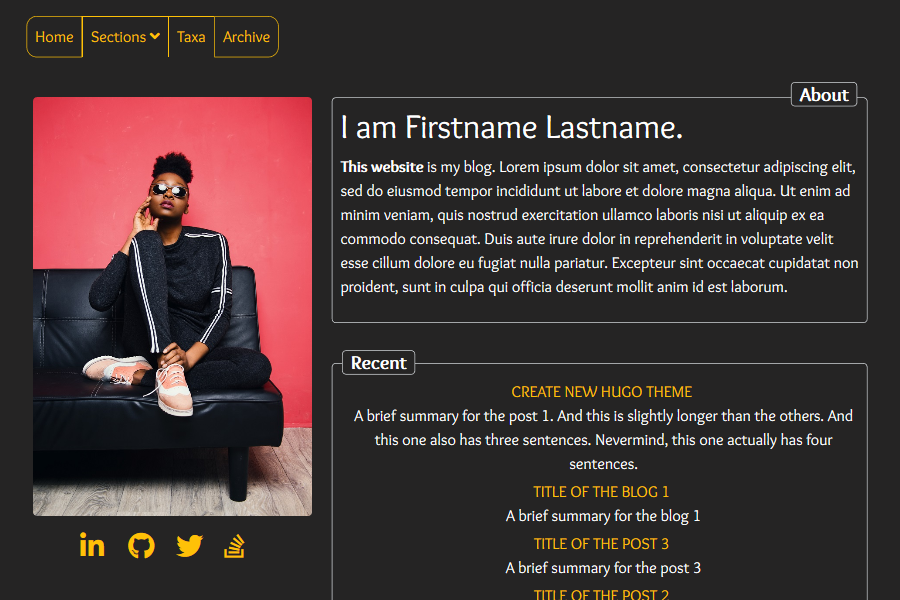 Home Sections Taxa Archive
About
I am Firstname Lastname.
This website is my blog. Lorem ipsum dolor sit amet, consectetur adipiscing elit,
sed do eiusmod tempor incididunt ut labore et dolore magna aliqua. Ut enim ad
minim veniam, quis nostrud exercitation ullamco laboris nisi ut aliquip ex ea
commodo consequat. Duis aute irure dolor in reprehenderit in voluptate velit
esse cillum dolore eu fugiat nulla pariatur. Excepteur sint occaecat cupidatat non
proident, sunt in culpa qui officia deserunt mollit anim id est laborum.
Recent
CREATE NEW HUGO THEME
A brief summary for the post 1. And this is slightly longer than the others. And
this one also has three sentences. Nevermind, this one actually has four
sentences.
TITLE OF THE BLOG 1
A brief summary for the blog 1
TITLE OF THE POST 3
A brief summary for the post 3
TITLE OF THE POST 2
in